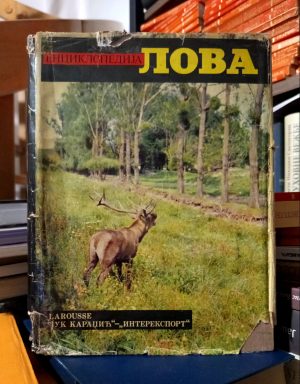 ЕНЦИКЛОПЕДИЈА ЛОВА
LAROUSSE
ВУК КАРАЏИЋ"–„ИНТЕРЕКСПОРТ"